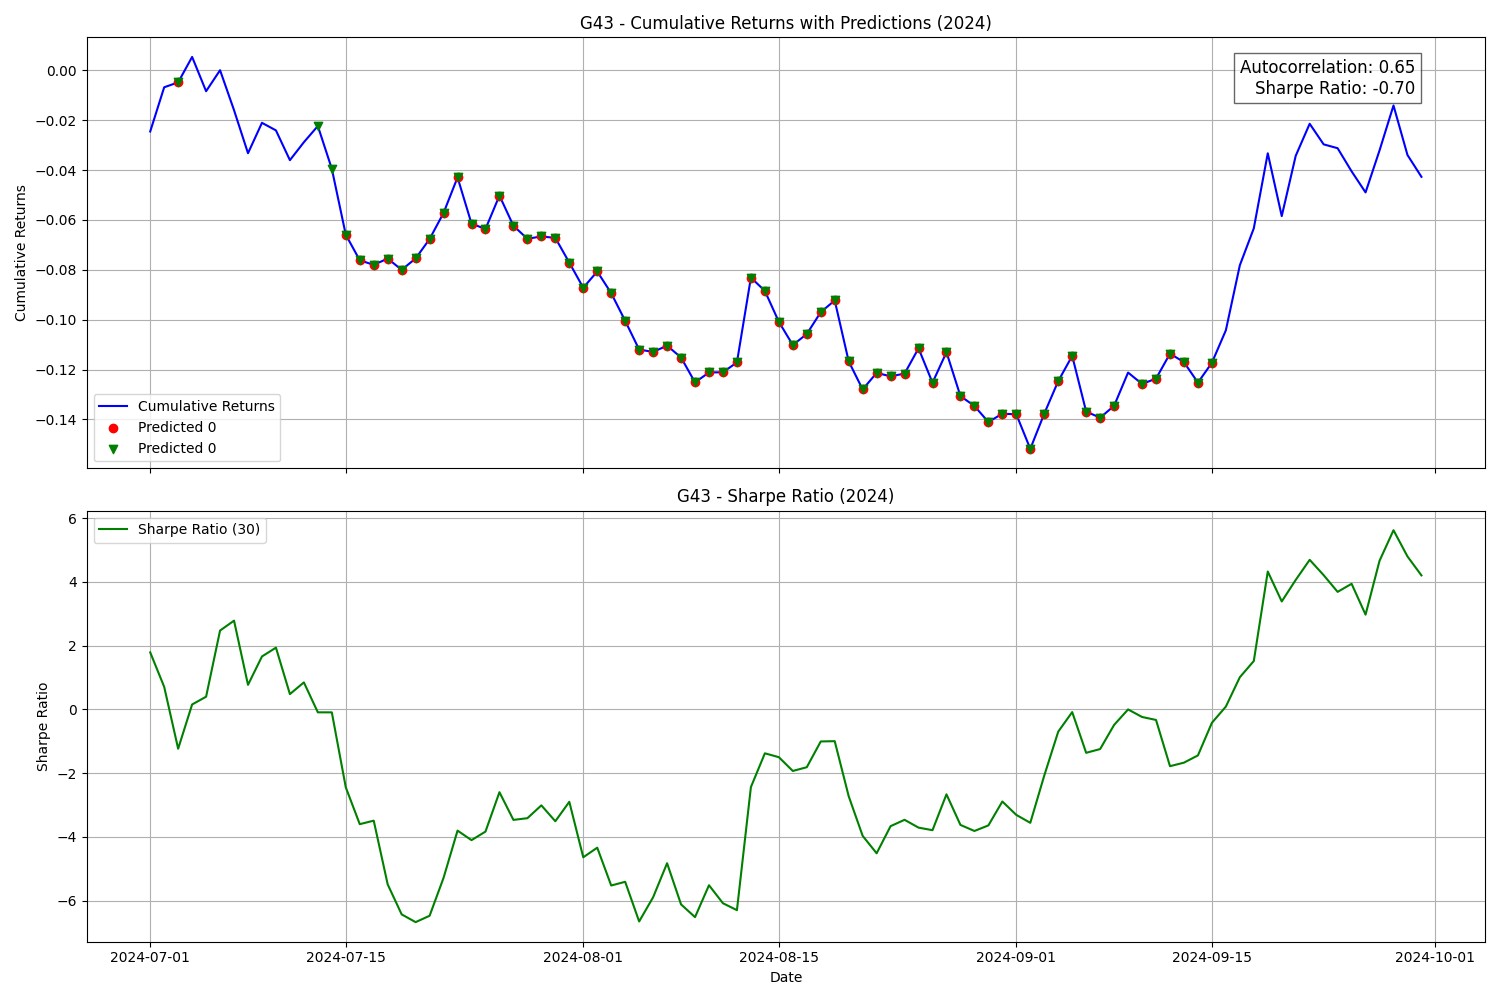 G43 - Cumulative Returns with Predictions (2024)
Cumulative Returns
0.00
−0.02
−0.04
−0.06
−0.08
−0.10
−0.12
−0.14
Autocorrelation: 0.65
Sharpe Ratio: -0.70
Cumulative Returns
Predicted 0
Predicted 0
G43 - Sharpe Ratio (2024)
Sharpe Ratio
6
4
2
0
−2
−4
−6
Sharpe Ratio (30)
2024-07-01 2024-07-15 2024-08-01 2024-08-15 2024-09-01 2024-09-15 2024-10-01
Date